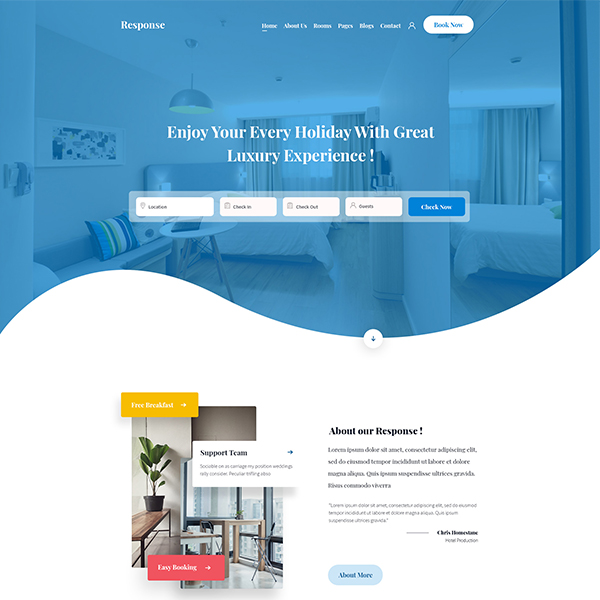 Response
Home About Us Rooms Pages Blogs Contact Book Now
Enjoy Your Every Holiday With Great
Luxury Experience !
Location Check In Check Out Guests Check Now
Free Breakfast
Support Team
Sociable on as carriage my position weddings
rely consider. Peculiar trifling abso
Easy Booking
About our Response !
Lorem ipsum dolor sit amet, consectetur adipiscing elit,
sed do eiusmod tempor incididunt ut labore et dolore
magna aliqua. Quis ipsum suspendisse ultrices gravida.
Risus commodo viverra
"Lorem ipsum dolor sit amet, consectetur adipiscing elit, sed do eiusmod
tempor incididunt ut labore et dolore magna aliqua. Quis ipsum
suspendisse ultrices gravida."
Chris Homestane
Hotel Production
About More